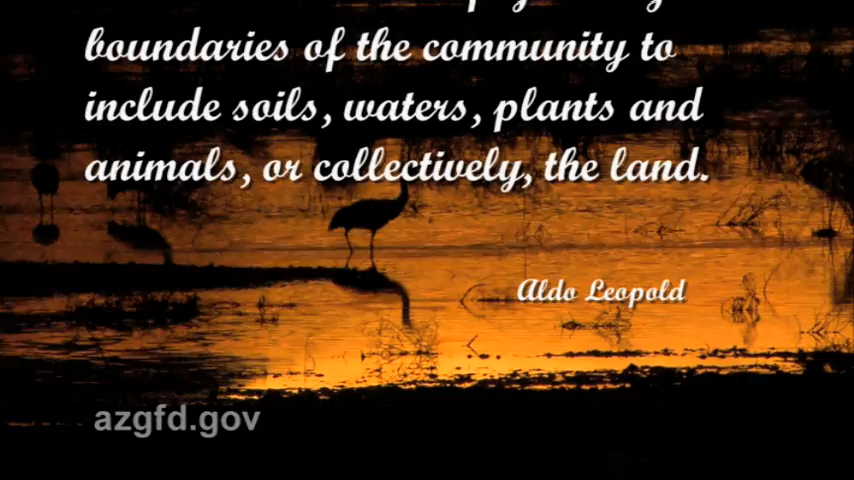 boundaries of the community to
include soils, waters, plants and
animals, or collectively, the land.
Aldo Leopold
azgfd.gov